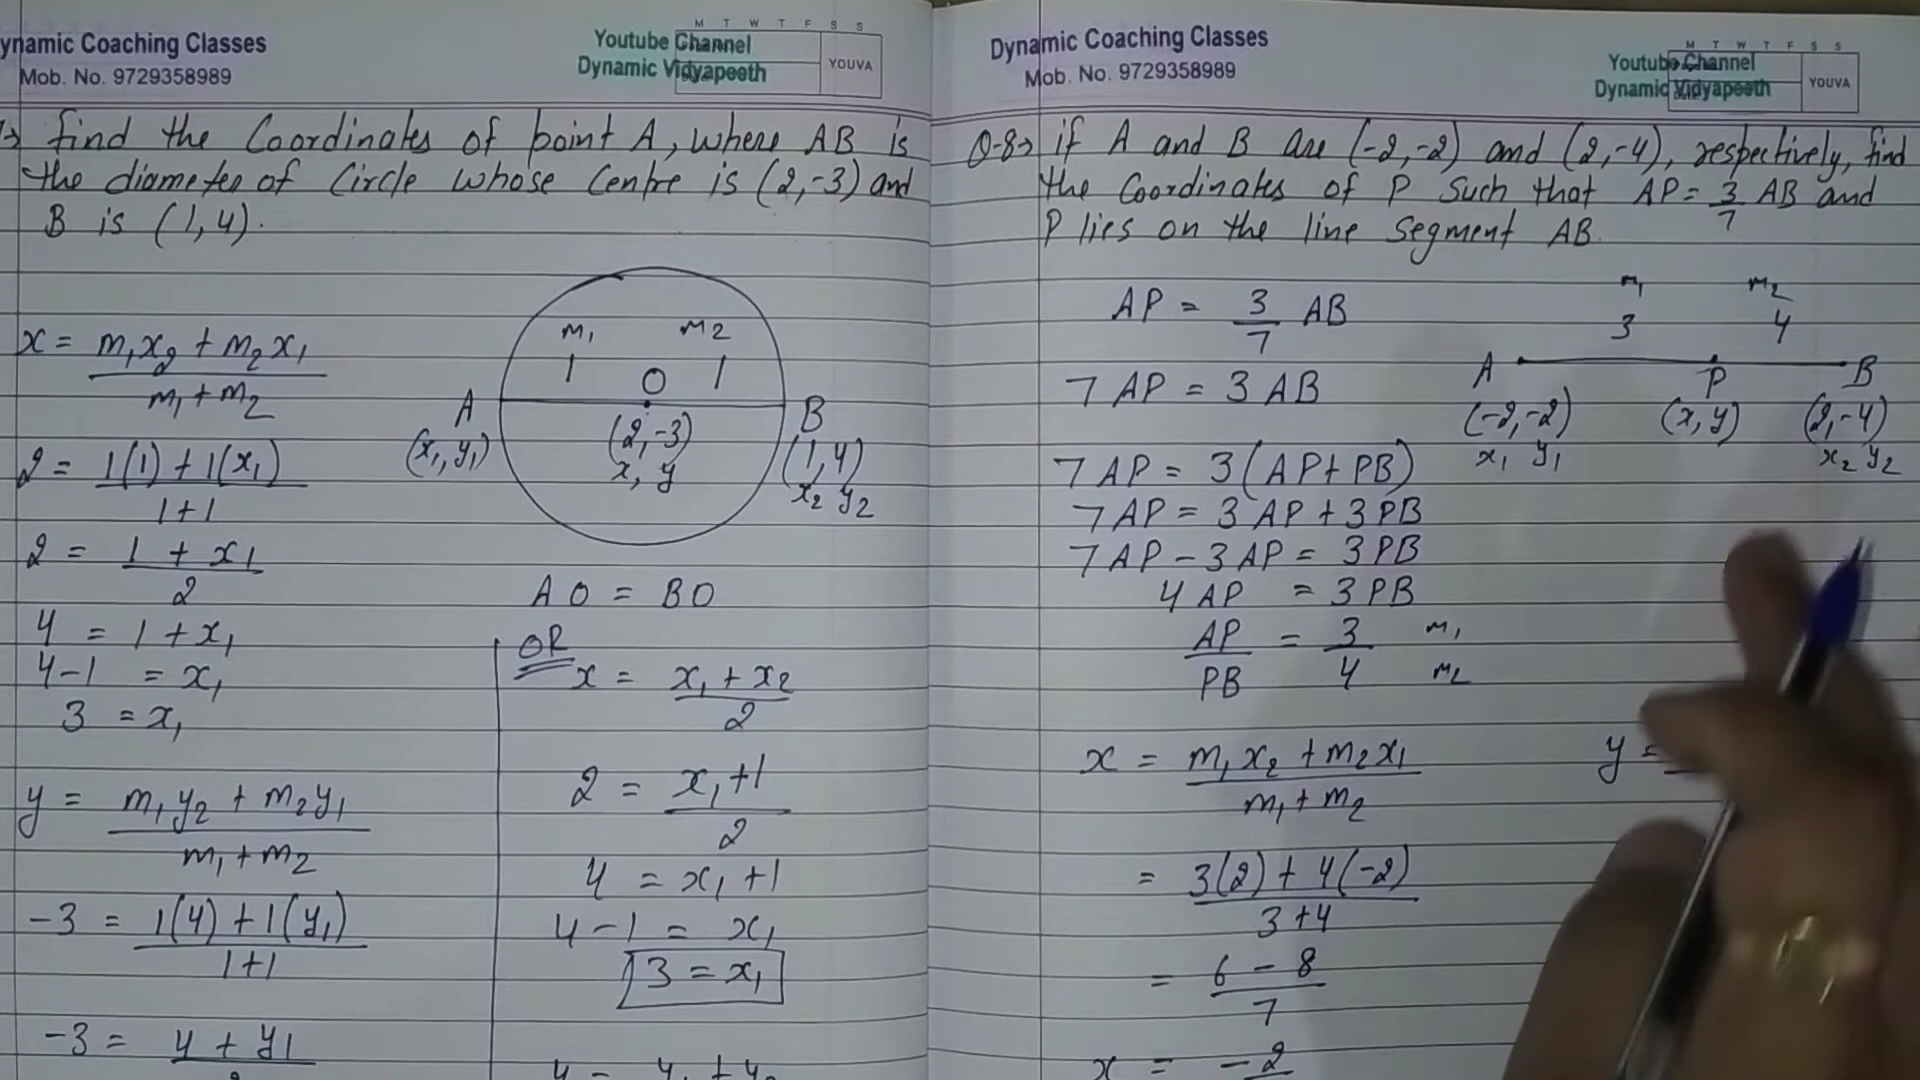 ynamic Coaching Classes
Mob. No. 9729358989
Youtube Channel
Dynamic Vidyapeeth
M T W T F S S
YOUVA
find the Coordinates of point A, where AB is
the diameter of Circle whose Centre is (2,-3) and
B is (1,4).
x = m₁x₂ + m₂x₁
m₁ + m₂
2 = 1(1) + 1(x₁)
1+1
2 = 1 + x₁
2
4 = 1 + x₁
4-1 = x₁
3 = x₁
y = m₁y₂ + m₂y₁
m₁ + m₂
-3 = 1(4) + 1(y₁)
1+1
-3 = 4 + y₁
m₁ m₂
1 O 1
A B
(x₁, y₁) (2,-3) (1,4)
x, y x₂ y₂
AO = BO
OR
x = x₁ + x₂
2
2 = x₁ + 1
2
4 = x₁ + 1
4-1 = x₁
3 = x₁
Dynamic Coaching Classes
Mob. No. 9729358989
M T W T F S S
Youtube Channel
Dynamic Vidyapeeth
YOUVA
Q-8→ if A and B are (-2,-2) and (2,-4), respectively, find
the Coordinates of P Such that AP = 3/7 AB and
P lies on the line Segment AB.
AP = 3/7 AB
7 AP = 3 AB
7 AP = 3(AP + PB)
7 AP = 3 AP + 3 PB
7 AP - 3 AP = 3 PB
4 AP = 3 PB
AP/PB = 3/4 m₁ m₂
m₁ m₂
3 4
A P B
(-2,-2) (x, y) (2,-4)
x₁ y₁ x₂ y₂
x = m₁x₂ + m₂x₁
m₁ + m₂
y =
= 3(2) + 4(-2)
3+4
= 6 - 8
7
x = -2